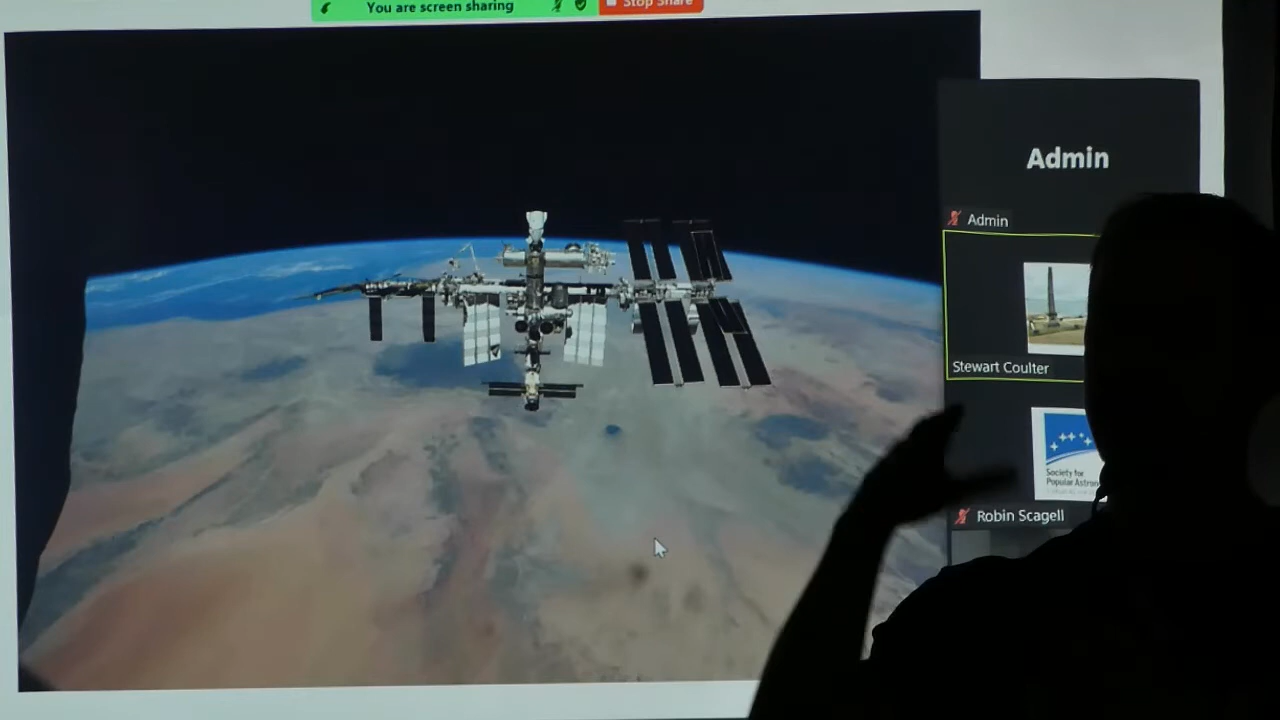 You are screen sharing
Stop Share
Admin
Admin
Stewart Coulter
Society for
Popular Astron
Robin Scagell